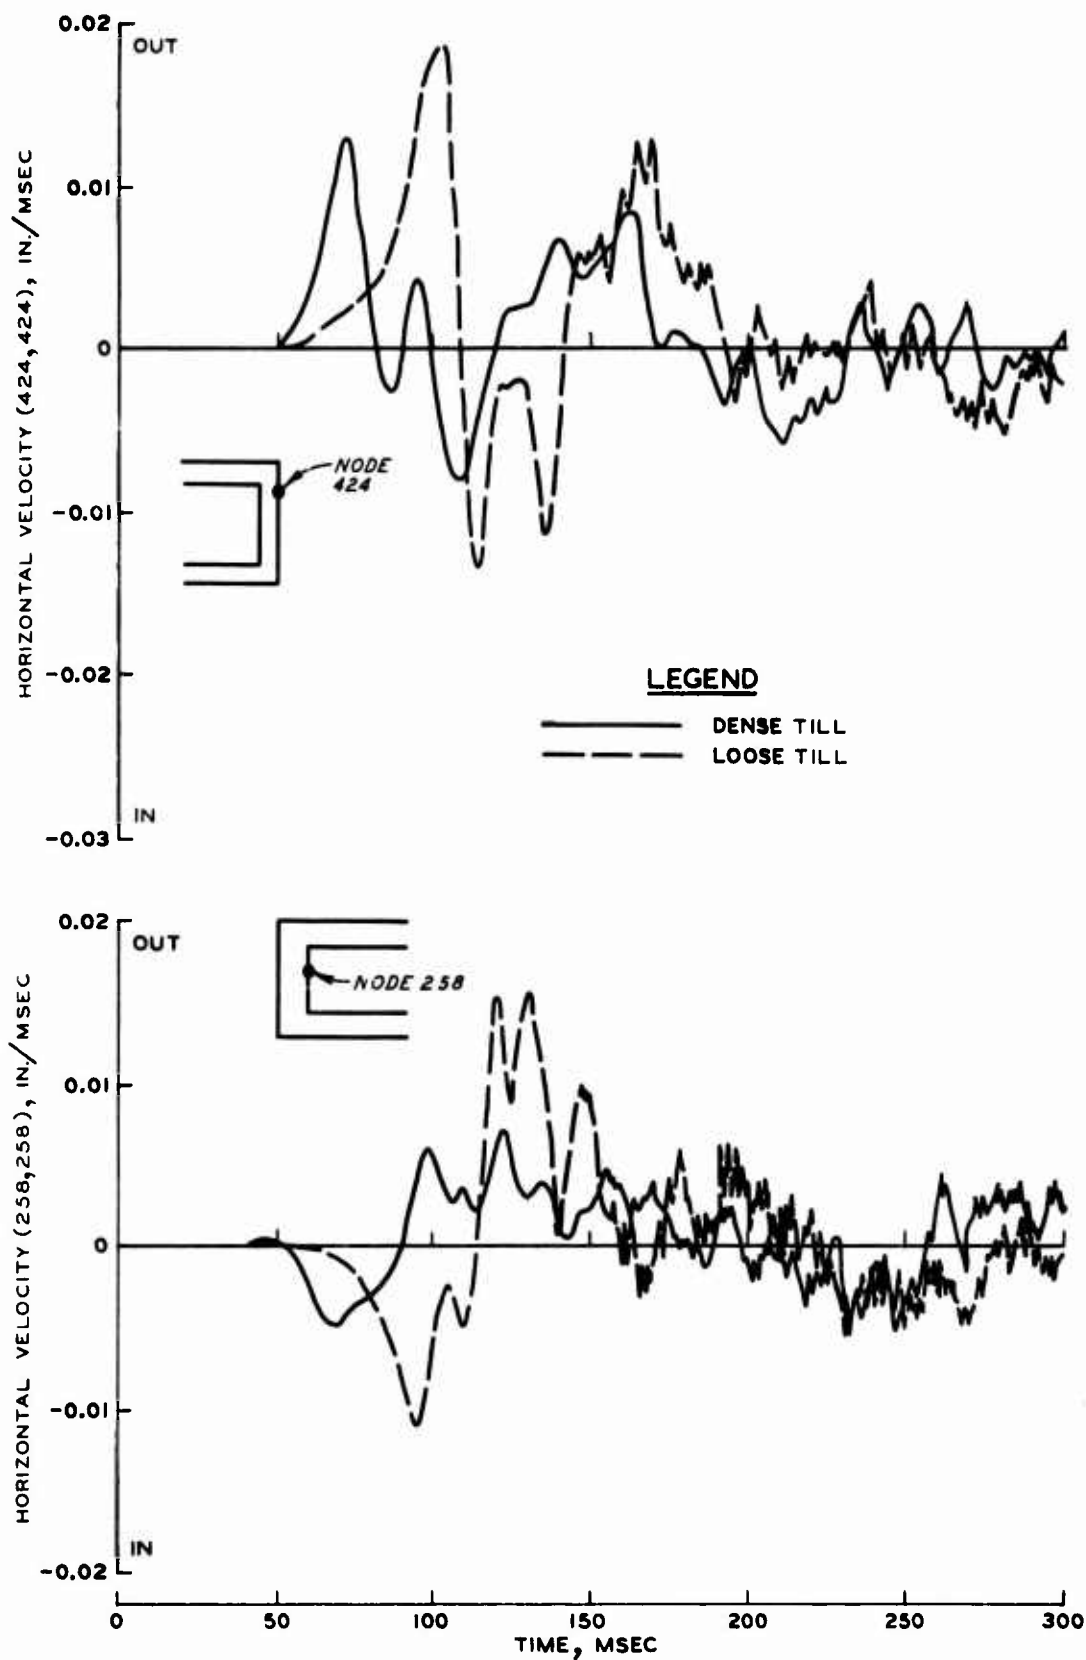 0.02
OUT
0.01
0
-0.01
-0.02
IN
-0.03
HORIZONTAL VELOCITY (424,424), IN./MSEC
NODE
424
LEGEND
DENSE TILL
LOOSE TILL
0.02
OUT
0.01
0
-0.01
IN
-0.02
HORIZONTAL VELOCITY (258,258), IN./MSEC
NODE 258
0 50 100 150 200 250 300
TIME, MSEC